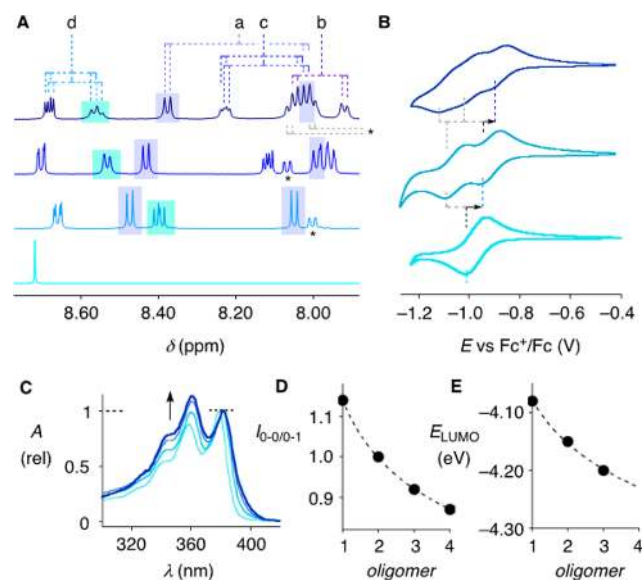 A
d
a
c
b
B
*
*
*
8.60
8.40
8.20
8.00
δ (ppm)
−1.2
−1.0
−0.8
−0.6
−0.4
E vs Fc⁺/Fc (V)
C
A
(rel)
1
0.5
0
320
360
400
λ (nm)
D
I0-0/0-1
1.1
1.0
0.9
1
2
3
4
oligomer
E
ELUMO
(eV)
−4.10
−4.20
−4.30
1
2
3
4
oligomer